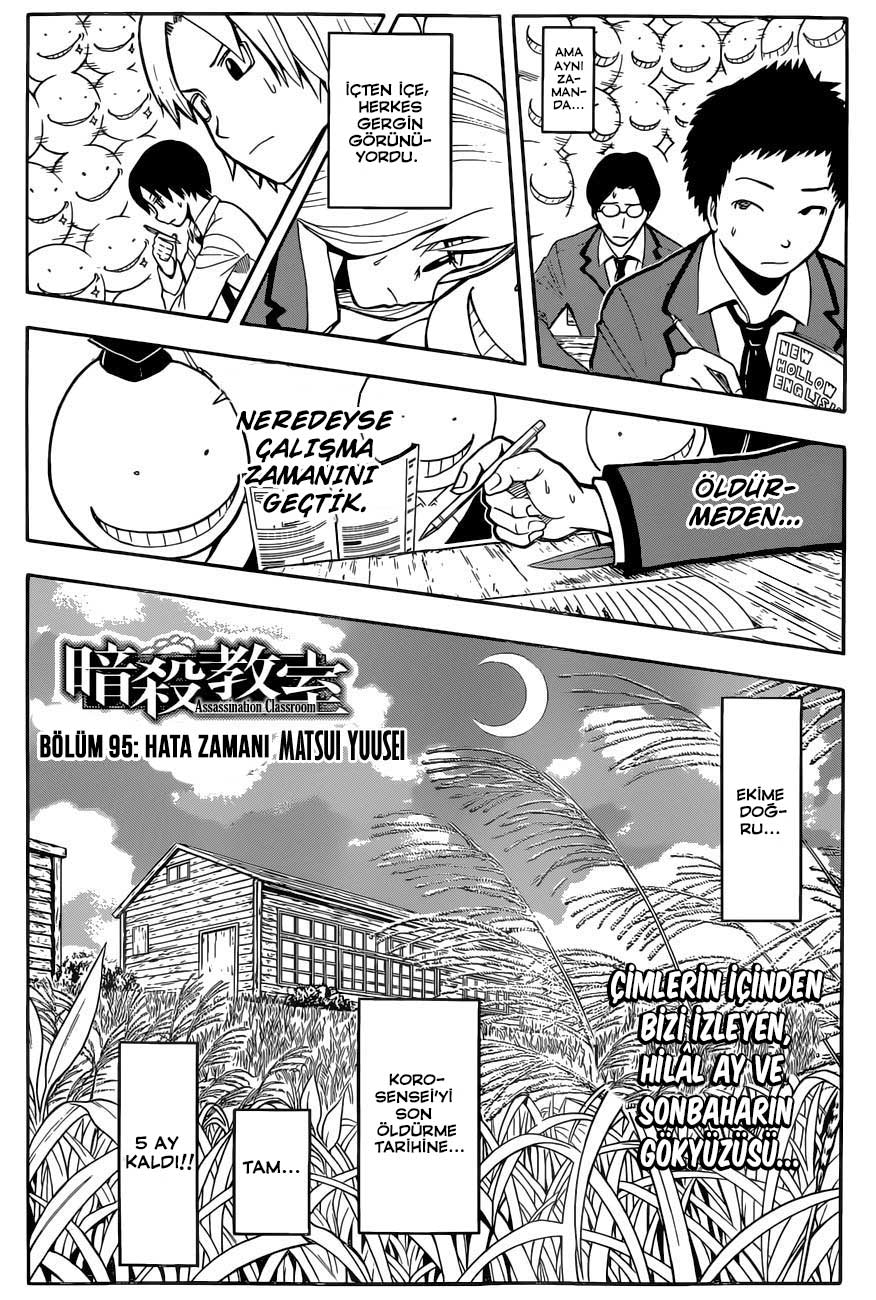 AMA
AYNI
ZA-
MAN-
DA...
İÇTEN İÇE,
HERKES
GERGİN
GÖRÜNÜ-
YORDU.
NEW
HOLLOW
ENGLISH
ÖLDÜR-
MEDEN...
NEREDEYSE
ÇALIŞMA
ZAMANINI
GEÇTİK.
暗殺教室
Assassination Classroom
BÖLÜM 95: HATA ZAMANI MATSUI YUUSEI
EKİME
DOĞ-
RU...
ÇİMLERİN İÇİNDEN
BİZİ İZLEYEN,
HİLÂL AY VE
SONBAHARIN
GÖKYÜZÜSÜ...
KORO-
SENSEİ'Yİ
SON
ÖLDÜRME
TARİHİNE...
TAM...
5 AY
KALDI!!